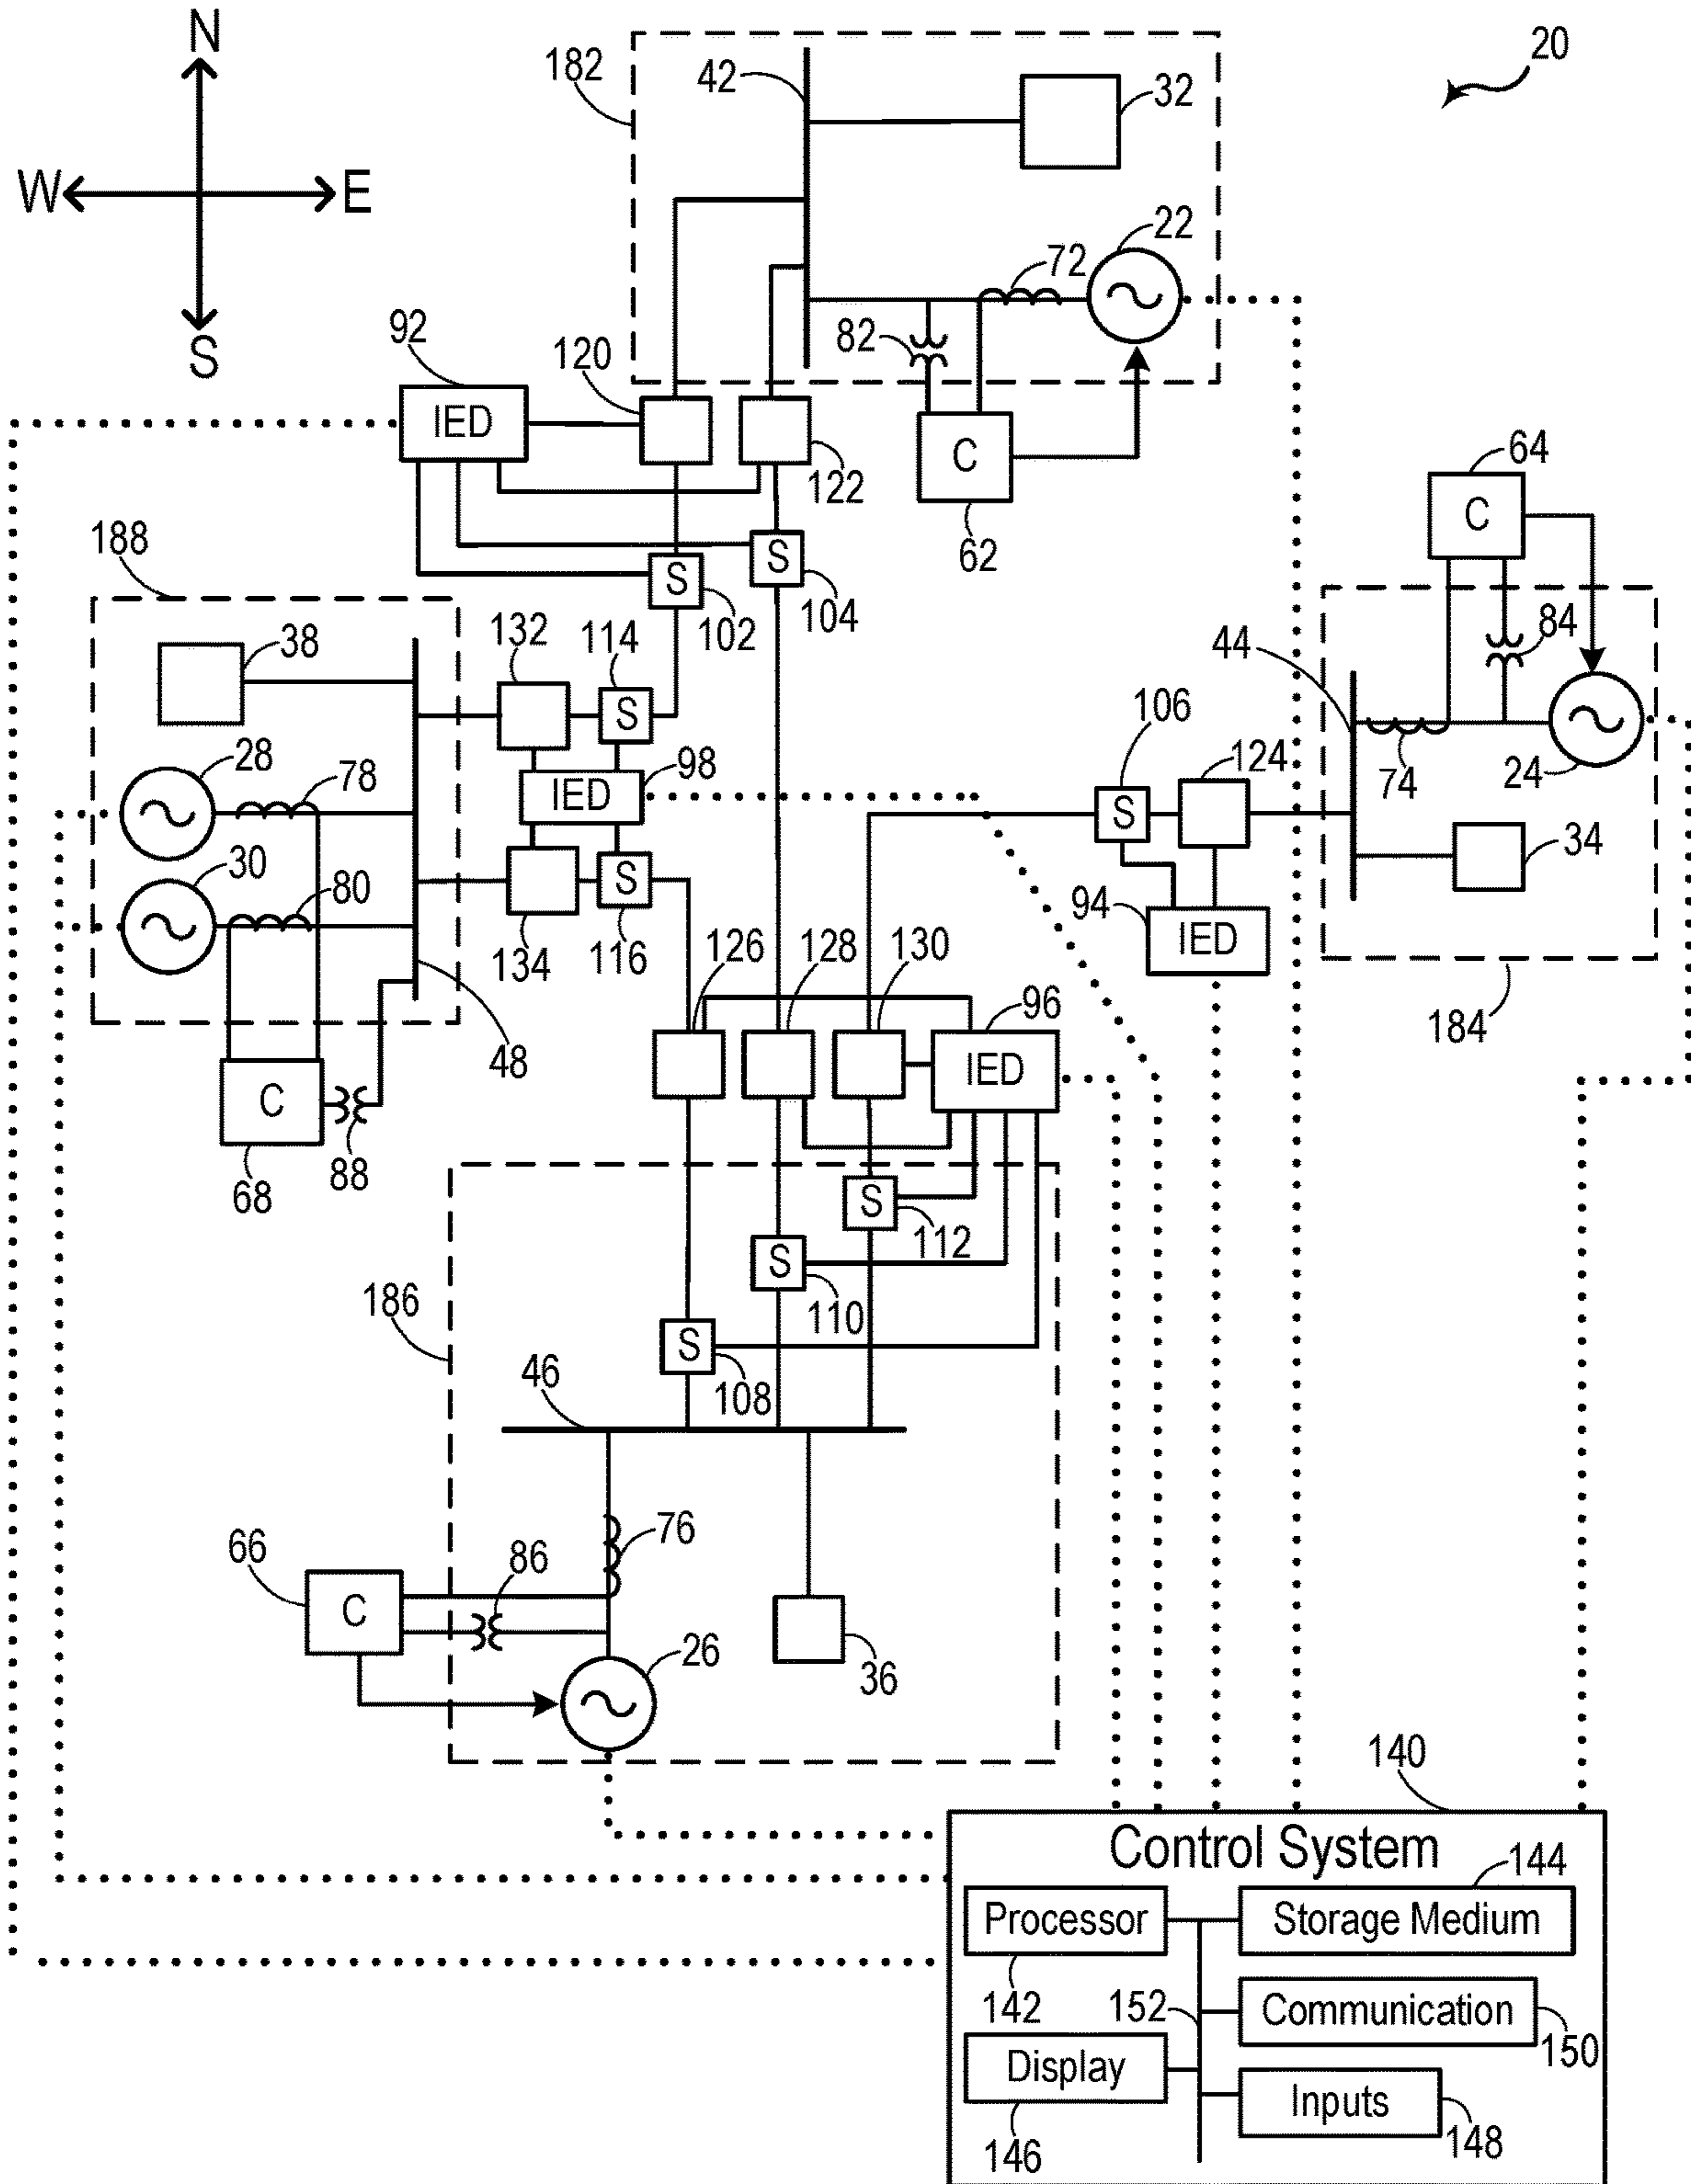 N
20
182
42
32
W
E
22
72
S
92
120
82
IED
C
64
122
62
C
188
S
S
104
102
84
38
132
114
44
S
106
28
78
98
124
IED
S
74
24
30
80
S
34
94
IED
134
116
126
128
130
96
184
48
IED
C
88
68
S
112
S
186
110
S
46
108
76
66
86
C
26
36
140
Control System
144
Processor
Storage Medium
142
152
Communication
150
Display
Inputs
146
148